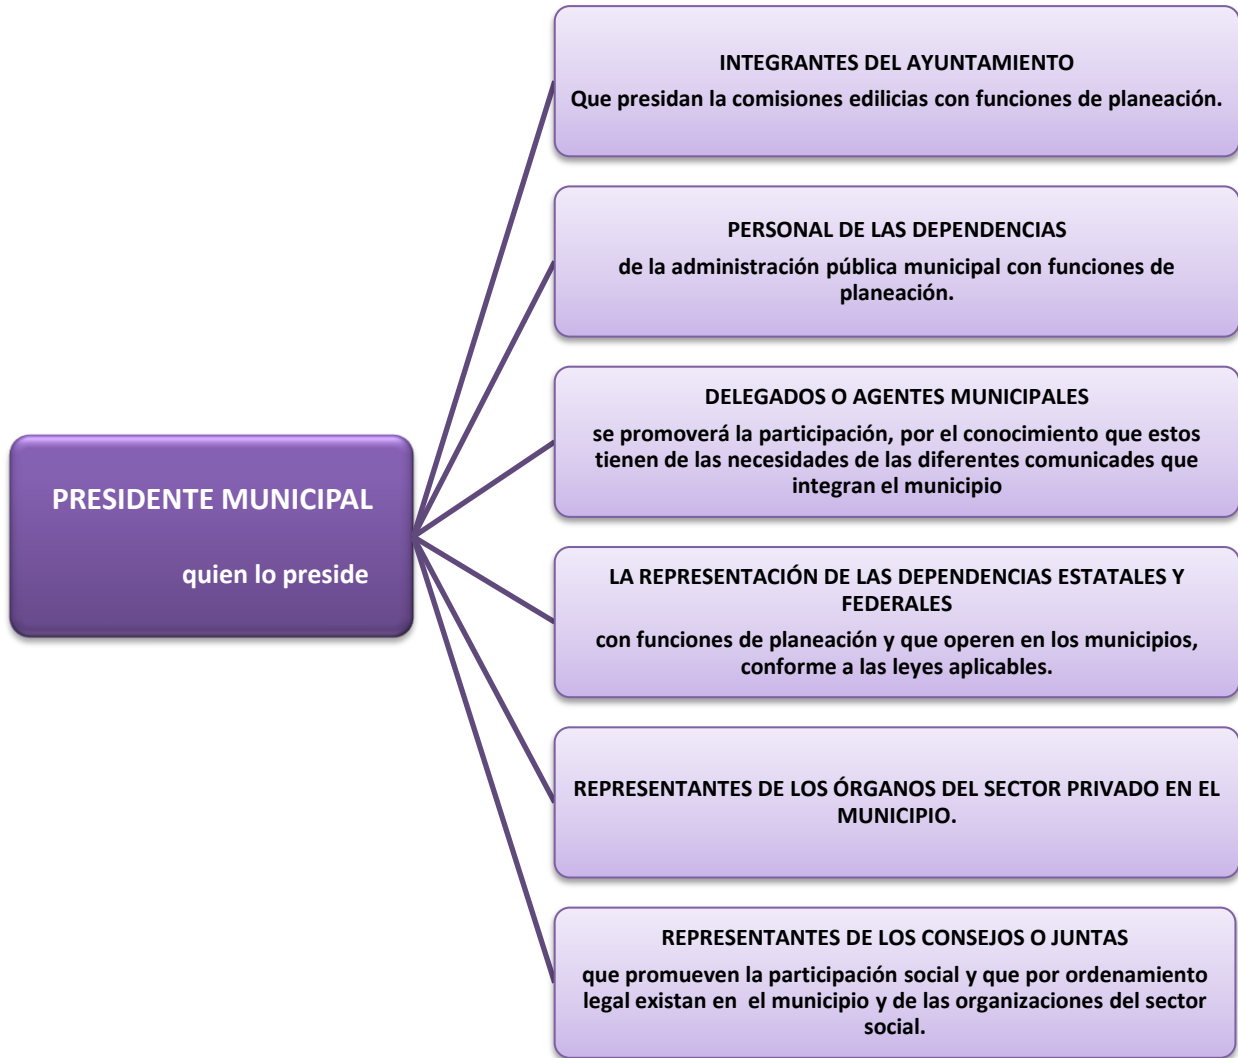 PRESIDENTE MUNICIPAL
quien lo preside
INTEGRANTES DEL AYUNTAMIENTO
Que presidan la comisiones edilicias con funciones de planeación.
PERSONAL DE LAS DEPENDENCIAS
de la administración pública municipal con funciones de
planeación.
DELEGADOS O AGENTES MUNICIPALES
se promoverá la participación, por el conocimiento que estos
tienen de las necesidades de las diferentes comunicades que
integran el municipio
LA REPRESENTACIÓN DE LAS DEPENDENCIAS ESTATALES Y
FEDERALES
con funciones de planeación y que operen en los municipios,
conforme a las leyes aplicables.
REPRESENTANTES DE LOS ÓRGANOS DEL SECTOR PRIVADO EN EL
MUNICIPIO.
REPRESENTANTES DE LOS CONSEJOS O JUNTAS
que promueven la participación social y que por ordenamiento
legal existan en el municipio y de las organizaciones del sector
social.